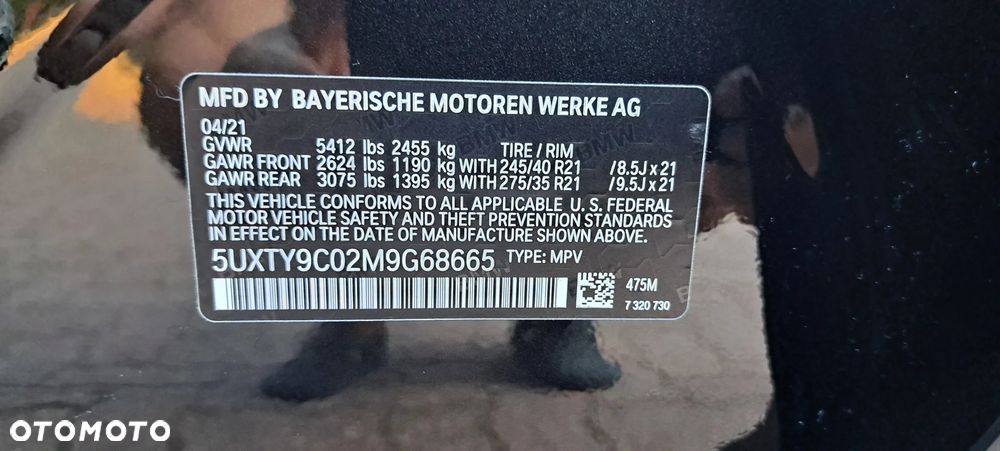 MFD BY BAYERISCHE MOTOREN WERKE AG
04/21
GVWR 5412 lbs 2455 kg TIRE / RIM
GAWR FRONT 2624 lbs 1190 kg WITH 245/40 R21 /8.5J x 21
GAWR REAR 3075 lbs 1395 kg WITH 275/35 R21 /9.5J x 21
THIS VEHICLE CONFORMS TO ALL APPLICABLE U. S. FEDERAL
MOTOR VEHICLE SAFETY AND THEFT PREVENTION STANDARDS
IN EFFECT ON THE DATE OF MANUFACTURE SHOWN ABOVE.
5UXTY9C02M9G68665 TYPE: MPV
475M
7 320 730
OTOMOTO